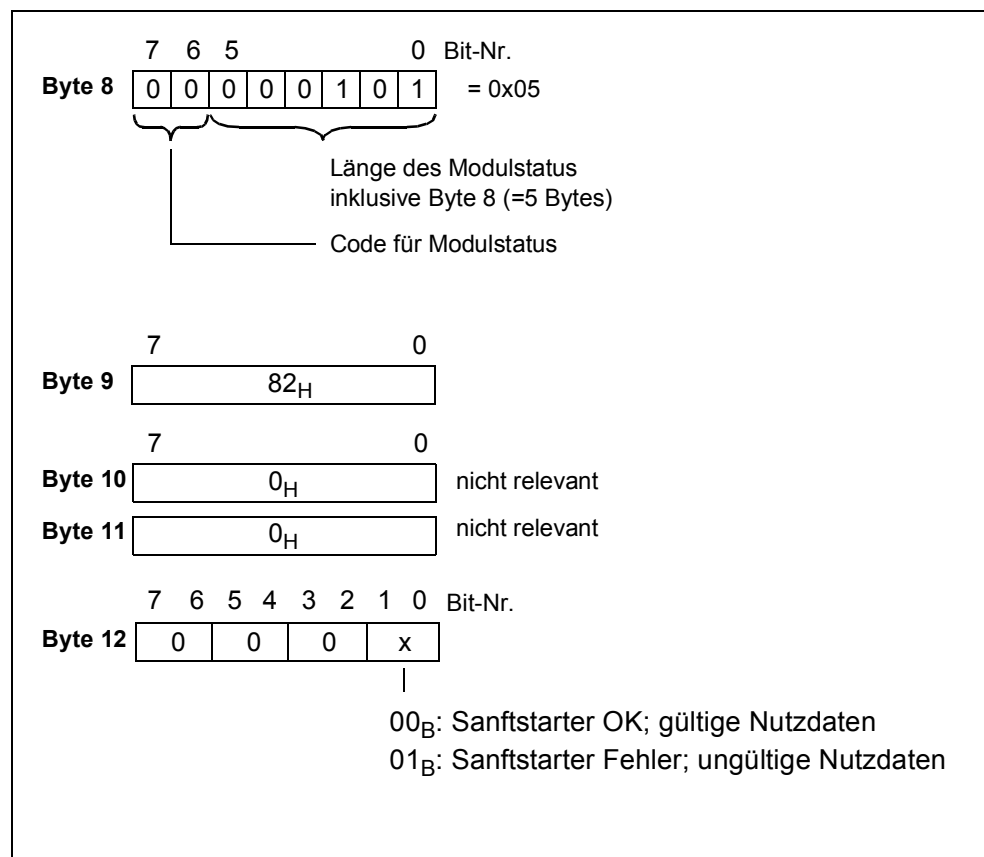 7 6 5 0 Bit-Nr.
Byte 8 0 0 0 0 0 1 0 1 = 0x05
Länge des Modulstatus
inklusive Byte 8 (=5 Bytes)
Code für Modulstatus
7 0
Byte 9 82H
7 0
Byte 10 0H nicht relevant
Byte 11 0H nicht relevant
7 6 5 4 3 2 1 0 Bit-Nr.
Byte 12 0 0 0 x
00B: Sanftstarter OK; gültige Nutzdaten
01B: Sanftstarter Fehler; ungültige Nutzdaten